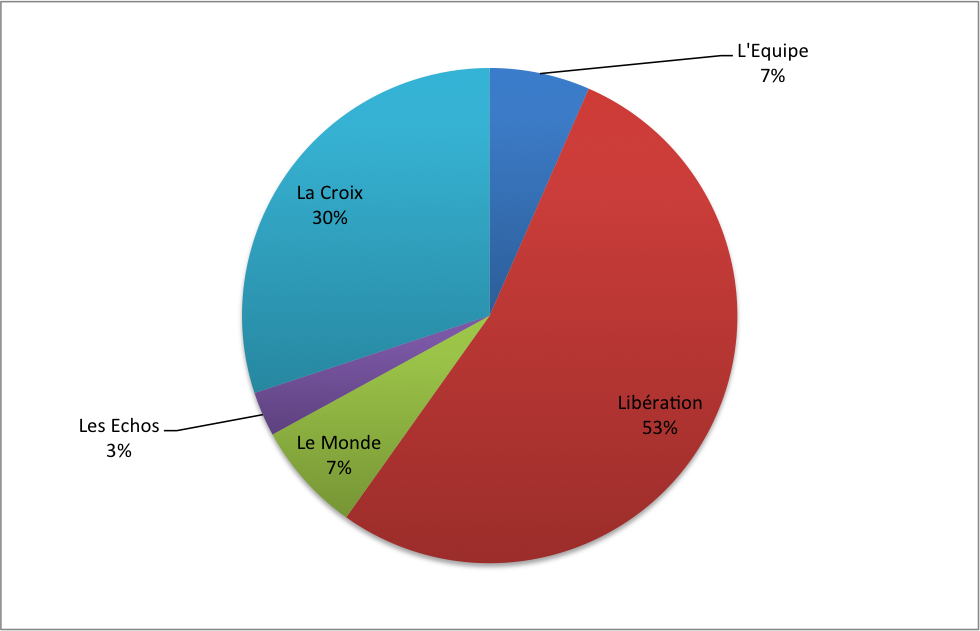 L'Equipe
7%
La Croix
30%
Libération
53%
Les Echos
3%
Le Monde
7%